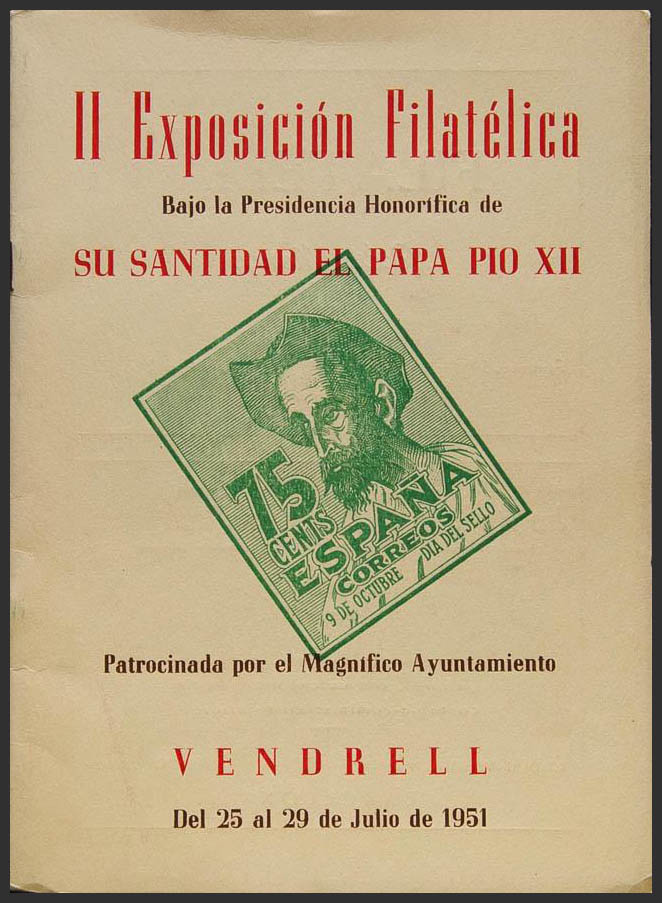 II Exposición Filatélica
Bajo la Presidencia Honorífica de
SU SANTIDAD EL PAPA PIO XII
75
CENTS
ESPAÑA
CORREOS
9 DE OCTUBRE DIA DEL SELLO
Patrocinada por el Magnífico Ayuntamiento
VENDRELL
Del 25 al 29 de Julio de 1951